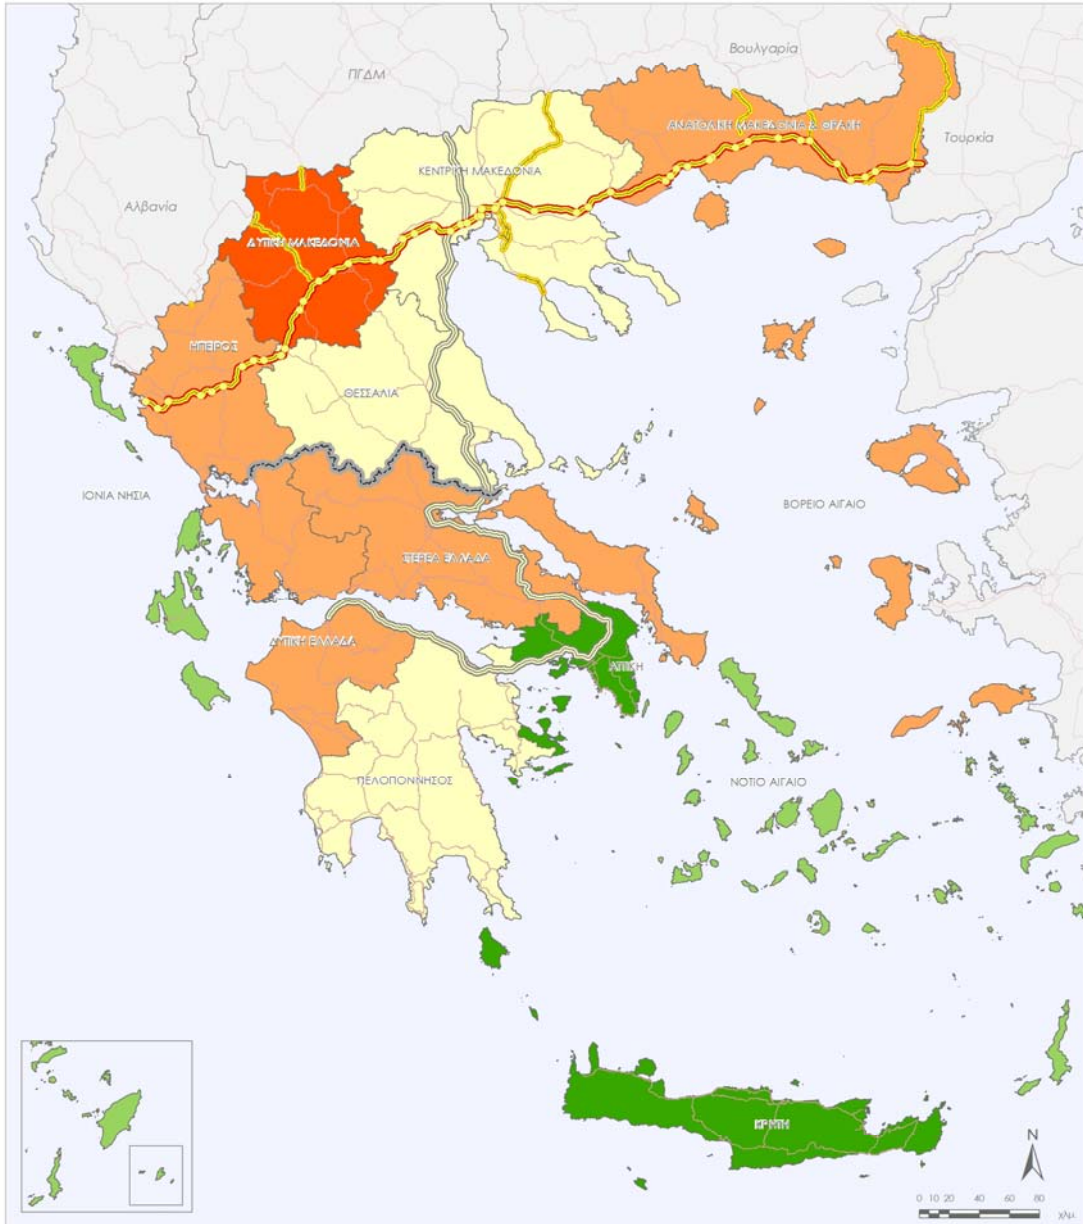 Βουλγαρία
ΠΓΔΜ
ΑΝΑΤΟΛΙΚΗ ΜΑΚΕΔΟΝΙΑ & ΘΡΑΚΗ
Τουρκία
ΚΕΝΤΡΙΚΗ ΜΑΚΕΔΟΝΙΑ
Αλβανία
ΔΥΤΙΚΗ ΜΑΚΕΔΟΝΙΑ
ΗΠΕΙΡΟΣ
ΘΕΣΣΑΛΙΑ
ΙΟΝΙΑ ΝΗΣΙΑ
ΒΟΡΕΙΟ ΑΙΓΑΙΟ
ΣΤΕΡΕΑ ΕΛΛΑΔΑ
ΔΥΤΙΚΗ ΕΛΛΑΔΑ
ΑΤΤΙΚΗ
ΠΕΛΟΠΟΝΝΗΣΟΣ
ΝΟΤΙΟ ΑΙΓΑΙΟ
ΚΡΗΤΗ
N
0 10 20 40 60 80
χλμ.